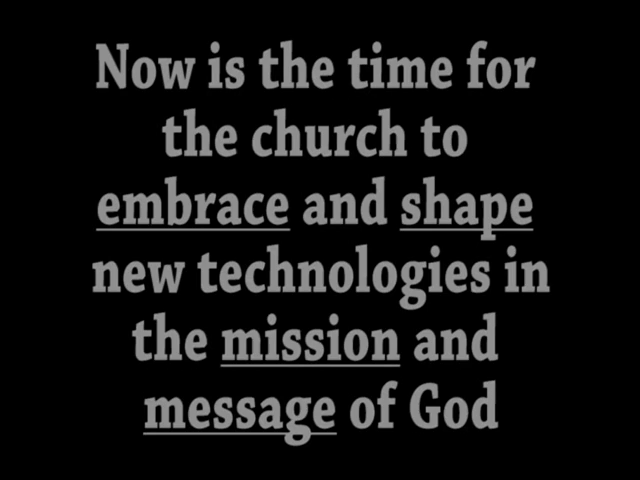 Now is the time for
the church to
embrace and shape
new technologies in
the mission and
message of God